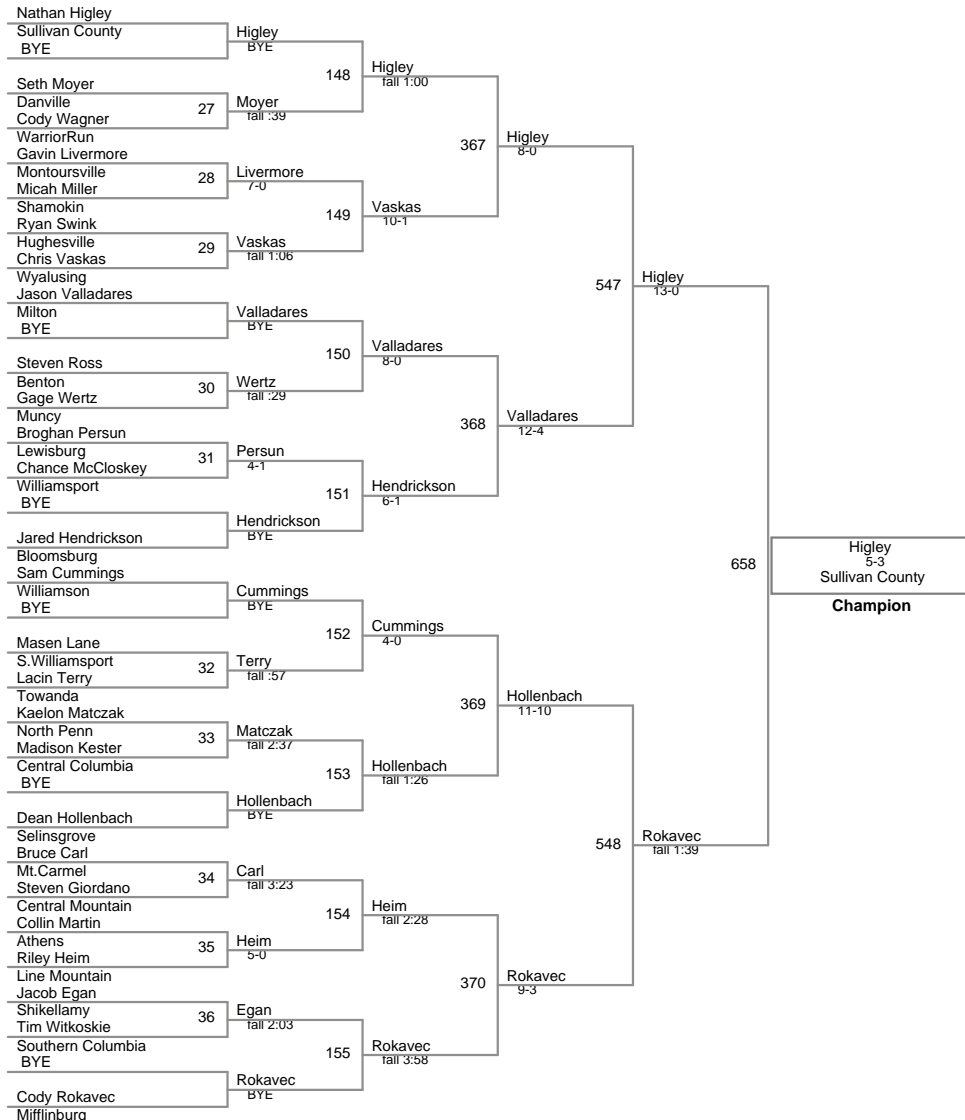 Nathan Higley
Sullivan County
BYE
Seth Moyer
Danville
Cody Wagner
WarriorRun
Gavin Livermore
Montoursville
Micah Miller
Shamokin
Ryan Swink
Hughesville
Chris Vaskas
Wyalusing
Jason Valladares
Milton
BYE
Steven Ross
Benton
Gage Wertz
Muncy
Broghan Persun
Lewisburg
Chance McCloskey
Williamsport
BYE
Jared Hendrickson
Bloomsburg
Sam Cummings
Williamson
BYE
Masen Lane
S.Williamsport
Lacin Terry
Towanda
Kaelon Matczak
North Penn
Madison Kester
Central Columbia
BYE
Dean Hollenbach
Selinsgrove
Bruce Carl
Mt.Carmel
Steven Giordano
Central Mountain
Collin Martin
Athens
Riley Heim
Line Mountain
Jacob Egan
Shikellamy
Tim Witkoskie
Southern Columbia
BYE
Cody Rokavec
Mifflinburg
27
28
29
30
31
32
33
34
35
36
Higley
BYE
Moyer
fall :39
Livermore
7-0
Vaskas
fall 1:06
Valladares
BYE
Wertz
fall :29
Persun
4-1
Hendrickson
BYE
Cummings
BYE
Terry
fall :57
Matczak
fall 2:37
Hollenbach
BYE
Carl
fall 3:23
Heim
5-0
Egan
fall 2:03
Rokavec
BYE
148
149
150
151
152
153
154
155
Higley
fall 1:00
Vaskas
10-1
Valladares
8-0
Hendrickson
6-1
Cummings
4-0
Hollenbach
fall 1:26
Heim
fall 2:28
Rokavec
fall 3:58
367
368
369
370
Higley
8-0
Valladares
12-4
Hollenbach
11-10
Rokavec
9-3
547
548
Higley
13-0
Rokavec
fall 1:39
658
Higley
5-3
Sullivan County
Champion